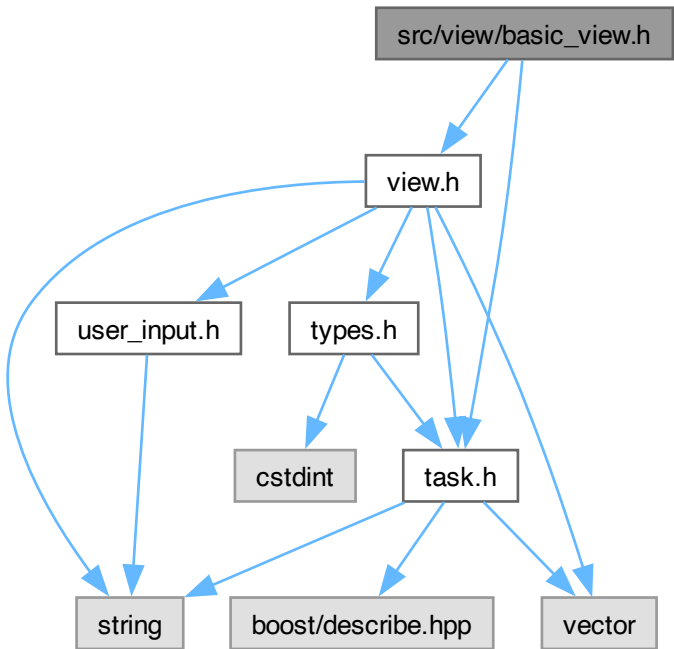 src/view/basic_view.h
view.h
user_input.h
types.h
cstdint
task.h
string
boost/describe.hpp
vector